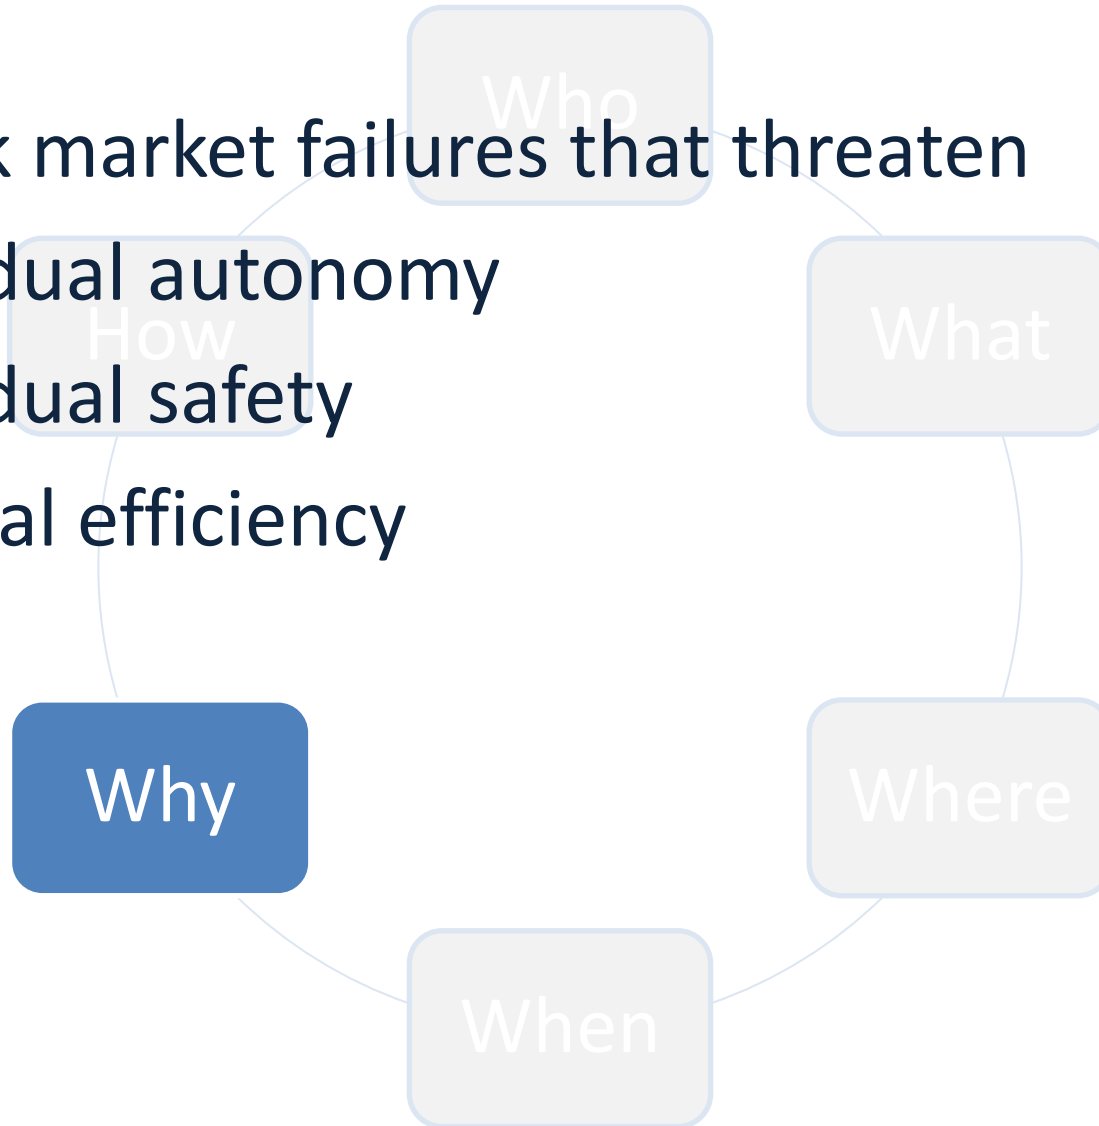 Who
k market failures that threaten
dual autonomy
How
What
dual safety
al efficiency
Why
Where
When